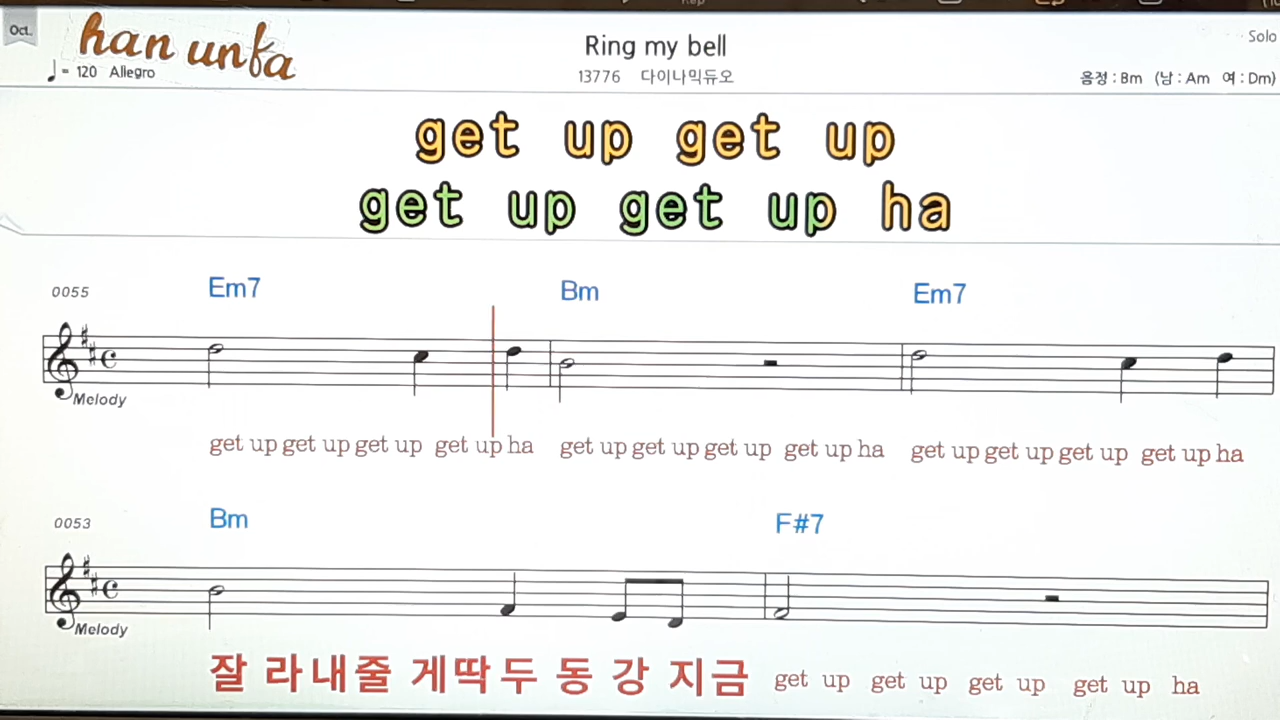 Oct.
han unfa
= 120 Allegro
Ring my bell
13776 다이나믹듀오
Solo
음정 : Bm (남 : Am 여 : Dm)
get up get up
get up get up ha
0055
Em7 Bm Em7
Melody
get up get up get up get up ha get up get up get up get up ha get up get up get up get up ha
0053
Bm F#7
Melody
잘 라내줄 게딱두 동 강 지금 get up get up get up get up ha